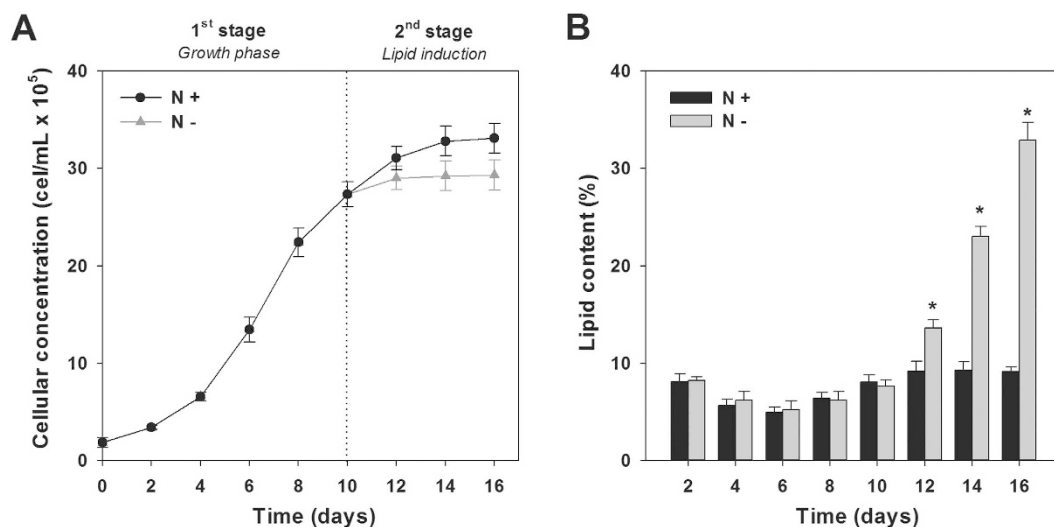 A
1st stage
Growth phase
2nd stage
Lipid induction
Cellular concentration (cel/mL x 10^5)
40
30
20
10
0
N +
N -
0 2 4 6 8 10 12 14 16
Time (days)
B
Lipid content (%)
40
30
20
10
0
N +
N -
* * *
2 4 6 8 10 12 14 16
Time (days)